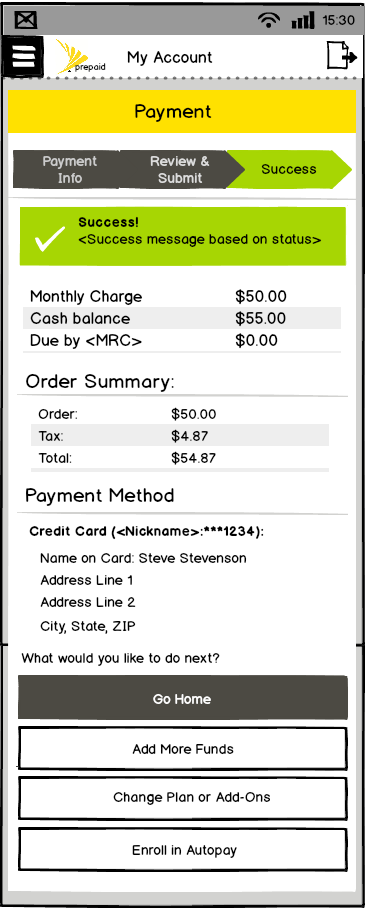 15:30
prepaid
My Account
Payment
Payment Info
Review & Submit
Success
Success!
<Success message based on status>
Monthly Charge $50.00
Cash balance $55.00
Due by <MRC> $0.00
Order Summary:
Order: $50.00
Tax: $4.87
Total: $54.87
Payment Method
Credit Card (<Nickname>:***1234):
Name on Card: Steve Stevenson
Address Line 1
Address Line 2
City, State, ZIP
What would you like to do next?
Go Home
Add More Funds
Change Plan or Add-Ons
Enroll in Autopay